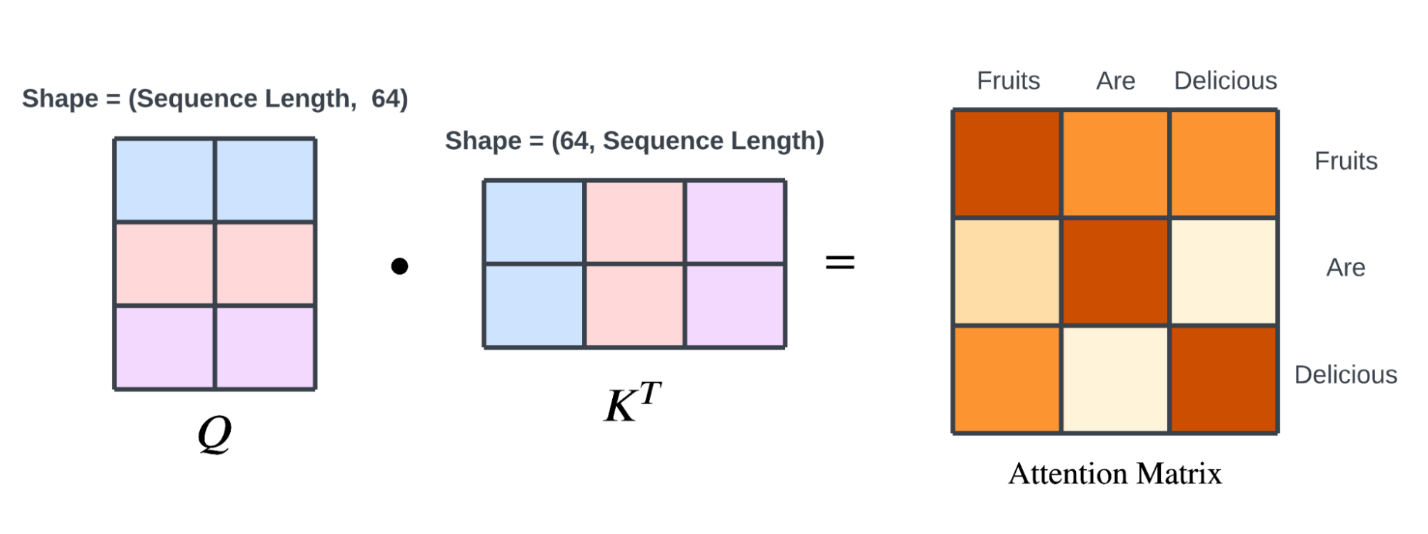 Shape = (Sequence Length, 64)
Q
•
Shape = (64, Sequence Length)
K^T
=
Fruits Are Delicious
Fruits
Are
Delicious
Attention Matrix